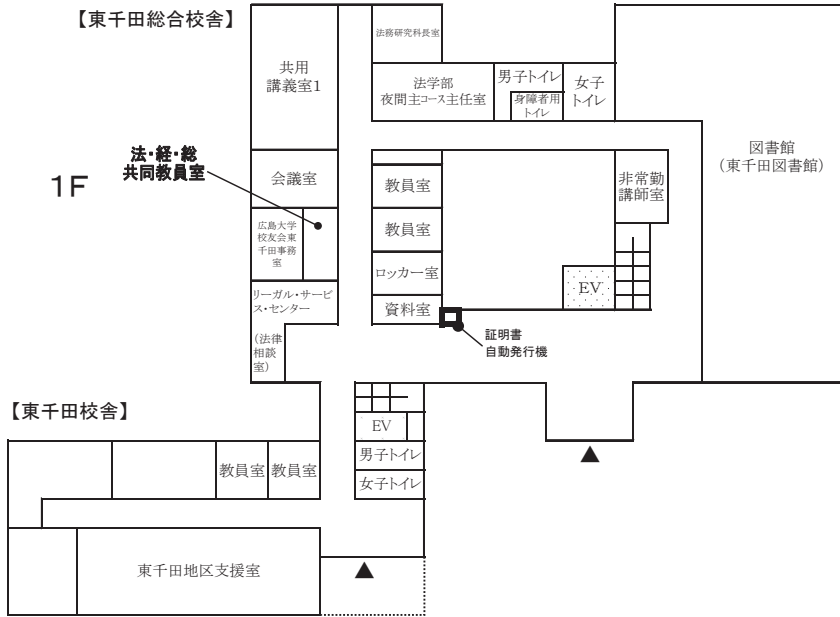 【東千田総合校舎】
法務研究科長室
共用
講義室1
法学部
夜間主コース主任室
男子トイレ
身障者用
トイレ
女子
トイレ
図書館
(東千田図書館)
法・経・総
共同教員室
1F
会議室
教員室
非常勤
講師室
広島大学
校友会東
千田事務
室
教員室
ロッカー室
EV
リーガル・サービ
ス・センター
資料室
(法律
相談
室)
証明書
自動発行機
【東千田校舎】
EV
男子トイレ
教員室
教員室
女子トイレ
東千田地区支援室